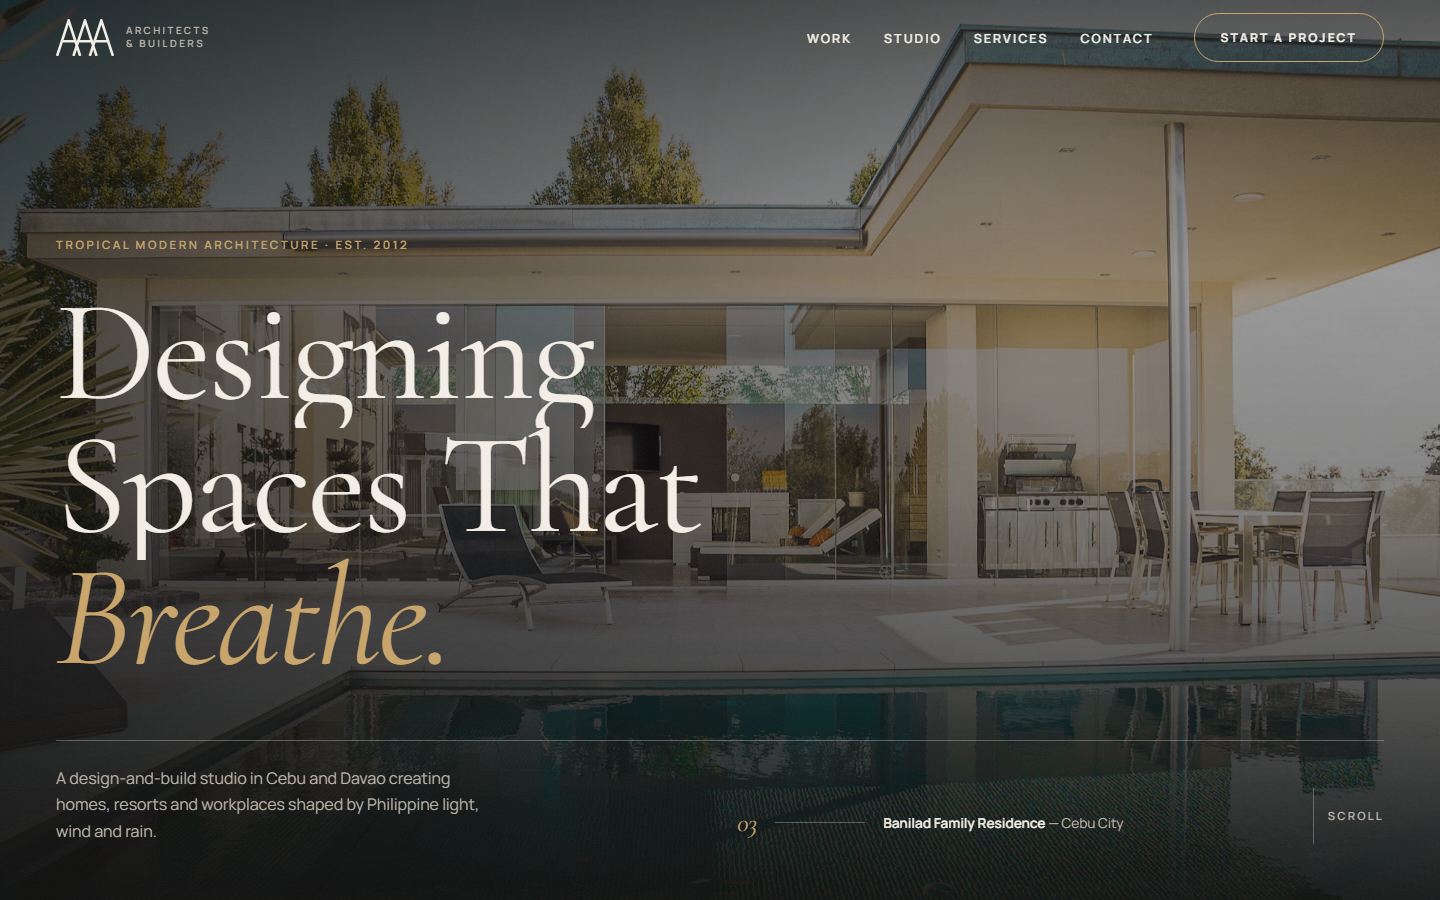 AAA
ARCHITECTS
& BUILDERS
WORK
STUDIO
SERVICES
CONTACT
START A PROJECT
TROPICAL MODERN ARCHITECTURE · EST. 2012
Designing
Spaces That
Breathe.
A design-and-build studio in Cebu and Davao creating
homes, resorts and workplaces shaped by Philippine light,
wind and rain.
03
Banilad Family Residence — Cebu City
SCROLL